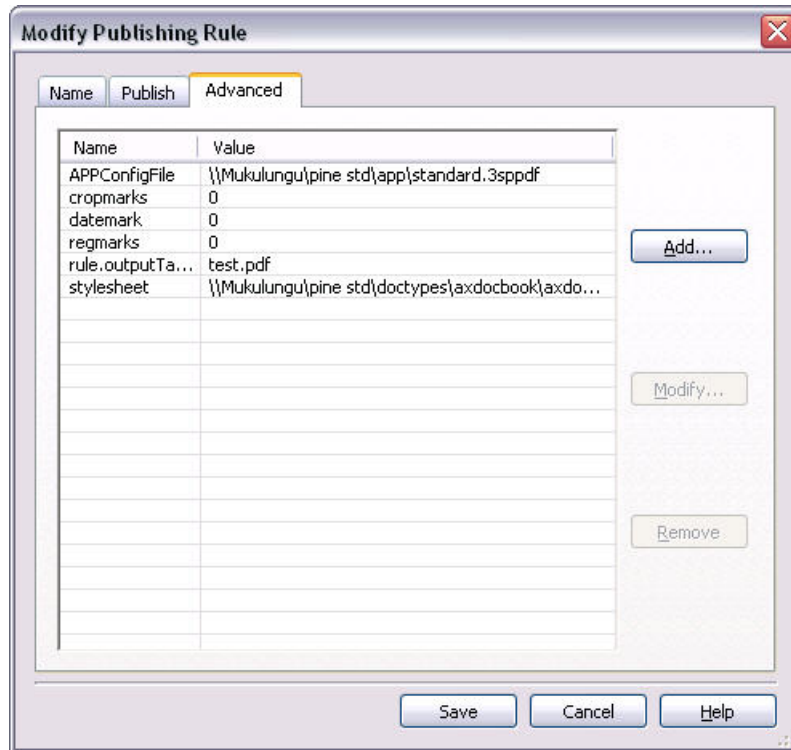 Modify Publishing Rule
Name Publish Advanced
Name Value
APPConfigFile \\Mukulungu\pine std\app\standard.3sppdf
cropmarks 0
datemark 0
regmarks 0
rule.outputTa... test.pdf
stylesheet \\Mukulungu\pine std\doctypes\axdocbook\axdo...
Add...
Modify...
Remove
Save Cancel Help